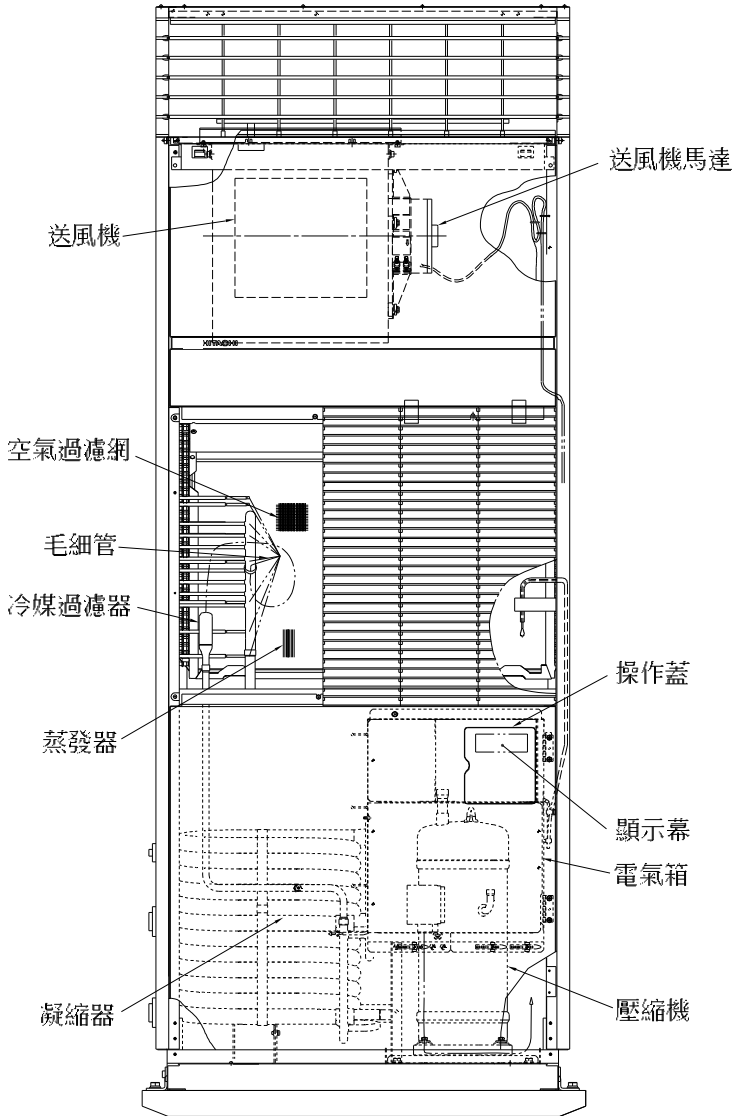 送風機馬達
送風機
HITACHI
空氣過濾網
毛細管
冷媒過濾器
操作蓋
蒸發器
顯示幕
電氣箱
凝縮器
壓縮機